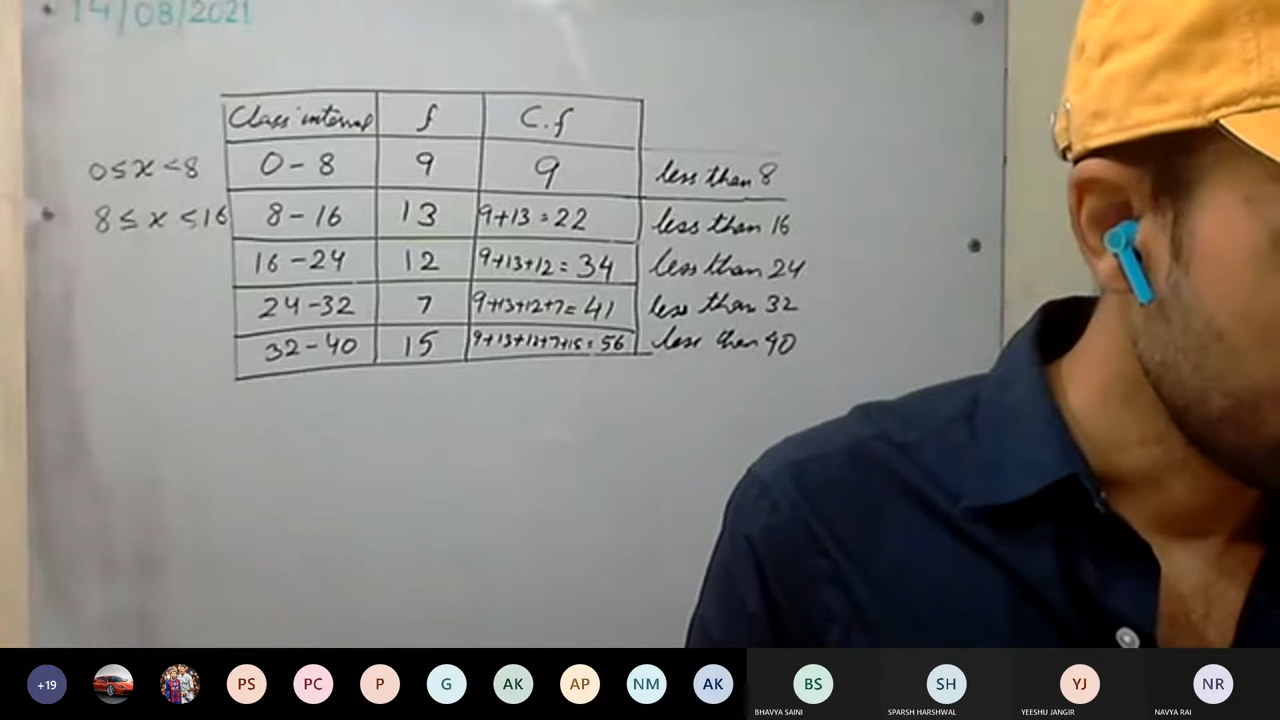 14/08/2021
Class interval f C.f
0≤x<8 0-8 9 9 less than 8
8≤x≤16 8-16 13 9+13=22 less than 16
16-24 12 9+13+12=34 less than 24
24-32 7 9+13+12+7=41 less than 32
32-40 15 9+13+12+7+15=56 less than 40
+19 PS PC P G AK AP NM AK BS SH YJ NR
BHAVYA SAINI SPARSH HARSHWAL YEESHU JANGIR NAVYA RAI